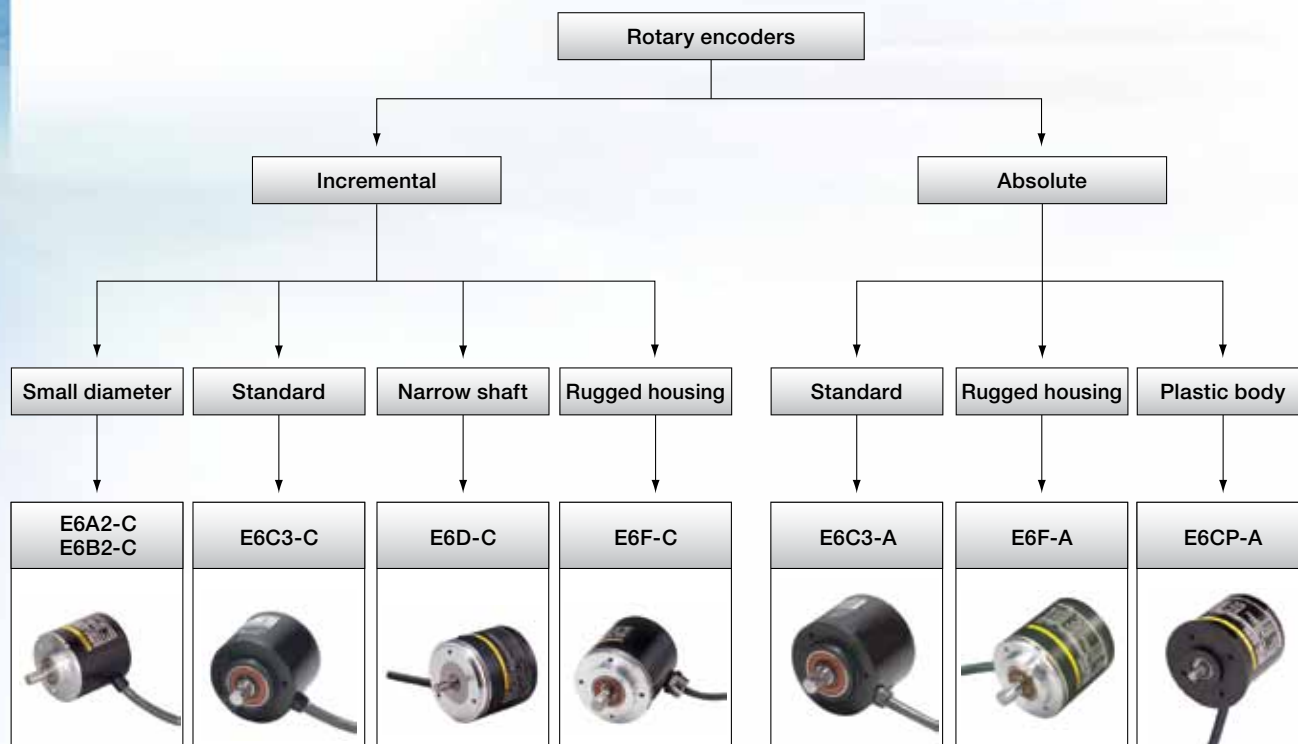 Rotary encoders
Incremental
Absolute
Small diameter
Standard
Narrow shaft
Rugged housing
Standard
Rugged housing
Plastic body
E6A2-C
E6B2-C
E6C3-C
E6D-C
E6F-C
E6C3-A
E6F-A
E6CP-A